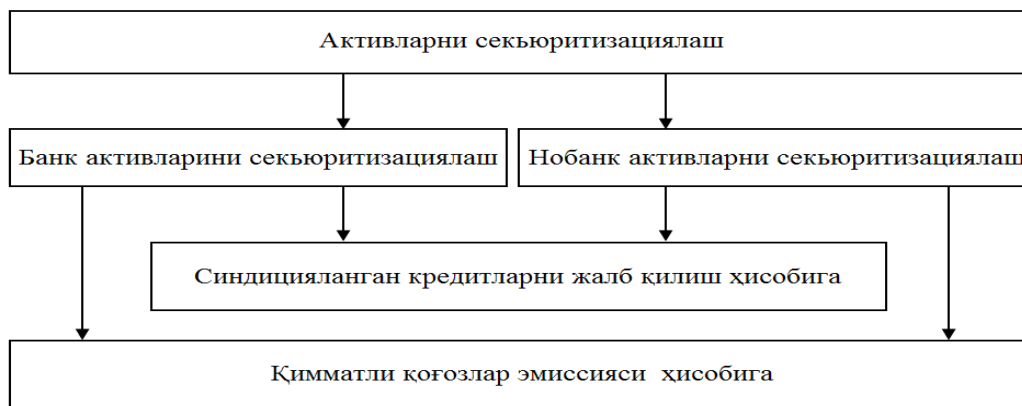 Активларни секьюритизациялаш
Банк активларини секьюритизациялаш
Нобанк активларни секьюритизациялаш
Синдицияланган кредитларни жалб қилиш ҳисобига
Қимматли қоғозлар эмиссияси ҳисобига